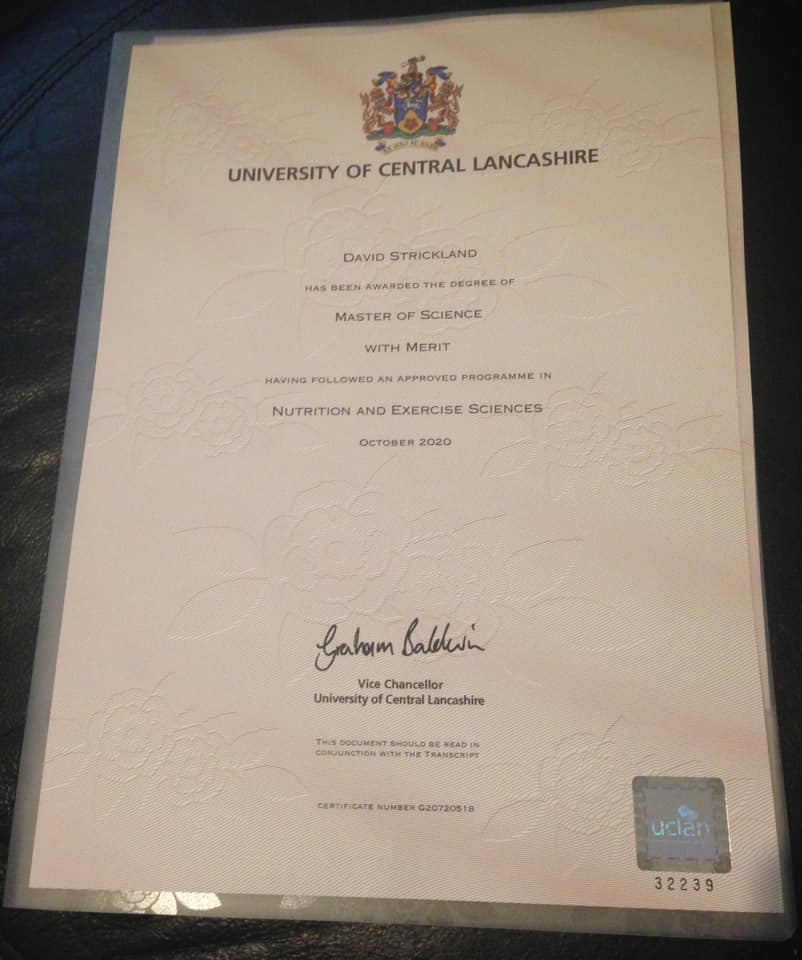 UNIVERSITY OF CENTRAL LANCASHIRE
DAVID STRICKLAND
HAS BEEN AWARDED THE DEGREE OF
MASTER OF SCIENCE
WITH MERIT
HAVING FOLLOWED AN APPROVED PROGRAMME IN
NUTRITION AND EXERCISE SCIENCES
OCTOBER 2020
Graham Baldwin
Vice Chancellor
University of Central Lancashire
THIS DOCUMENT SHOULD BE READ IN
CONJUNCTION WITH THE TRANSCRIPT
CERTIFICATE NUMBER G20720518
uclan
32239